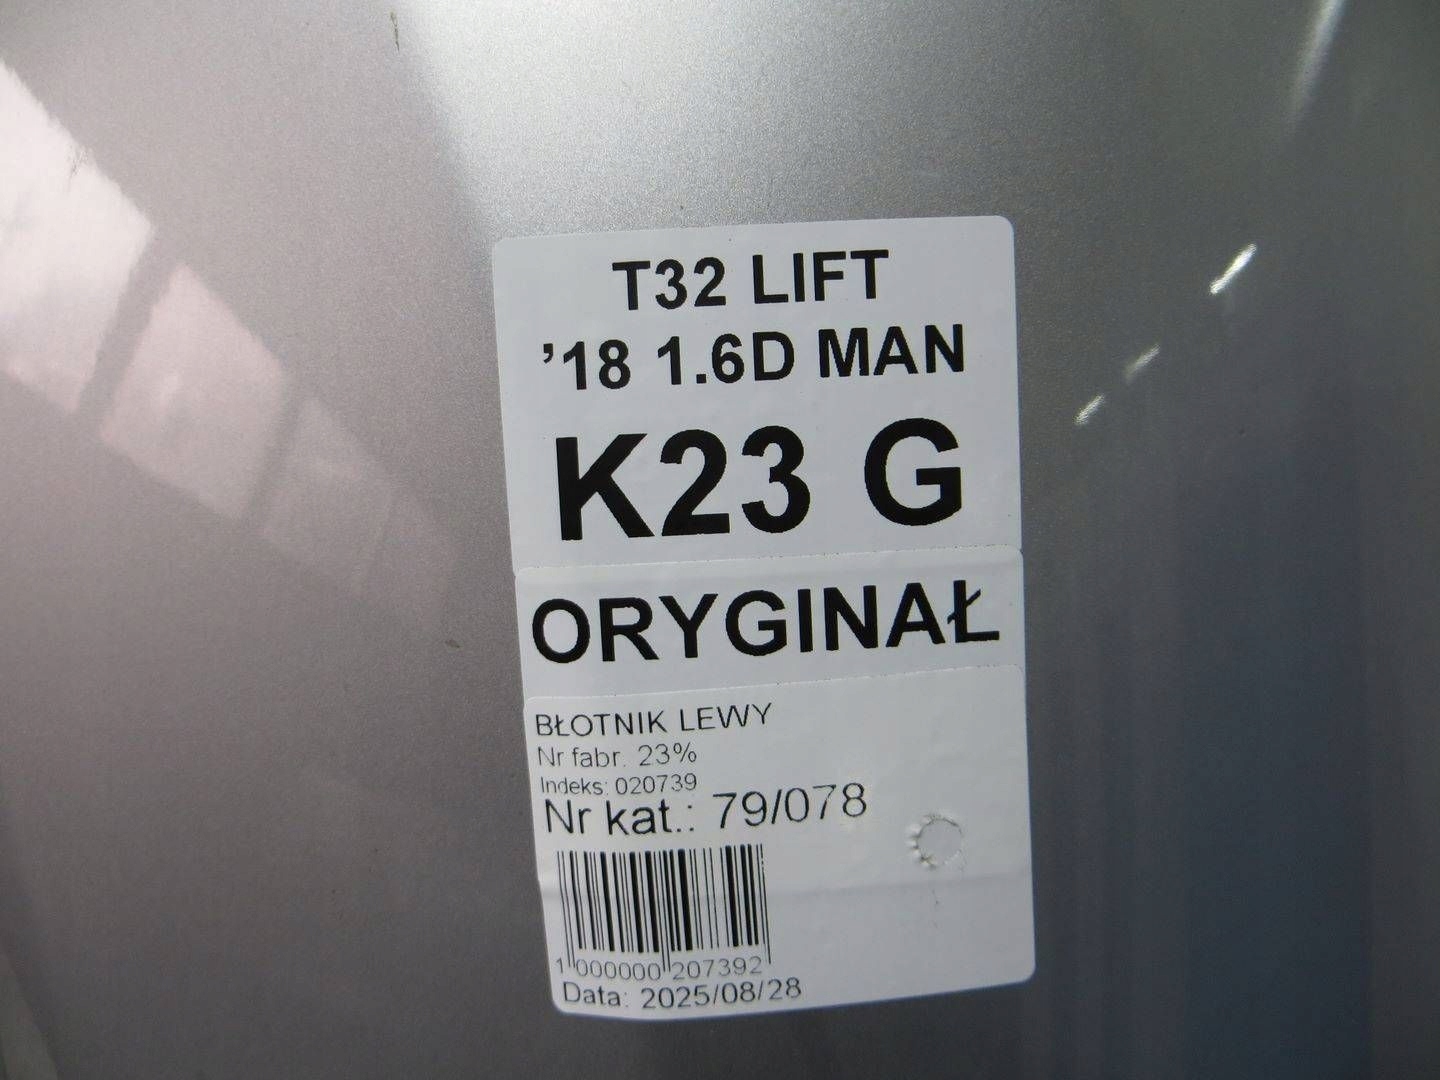 T32 LIFT
’18 1.6D MAN
K23 G
ORYGINAŁ
BŁOTNIK LEWY
Nr fabr. 23%
Indeks: 020739
Nr kat.: 79/078
1 000000 207392
Data: 2025/08/28